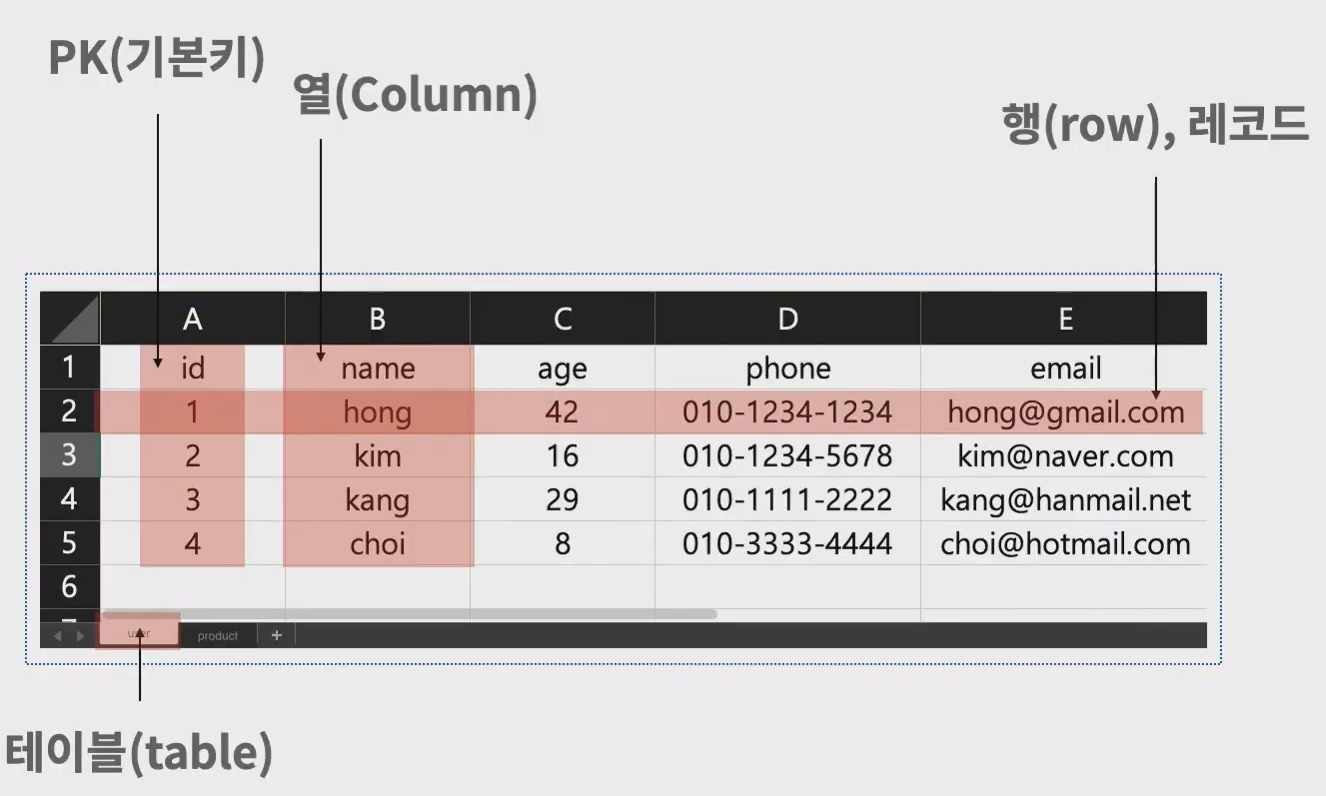 PK(기본키)
열(Column)
행(row), 레코드
A B C D E
1 id name age phone email
2 1 hong 42 010-1234-1234 hong@gmail.com
3 2 kim 16 010-1234-5678 kim@naver.com
4 3 kang 29 010-1111-2222 kang@hanmail.net
5 4 choi 8 010-3333-4444 choi@hotmail.com
6
user product +
테이블(table)